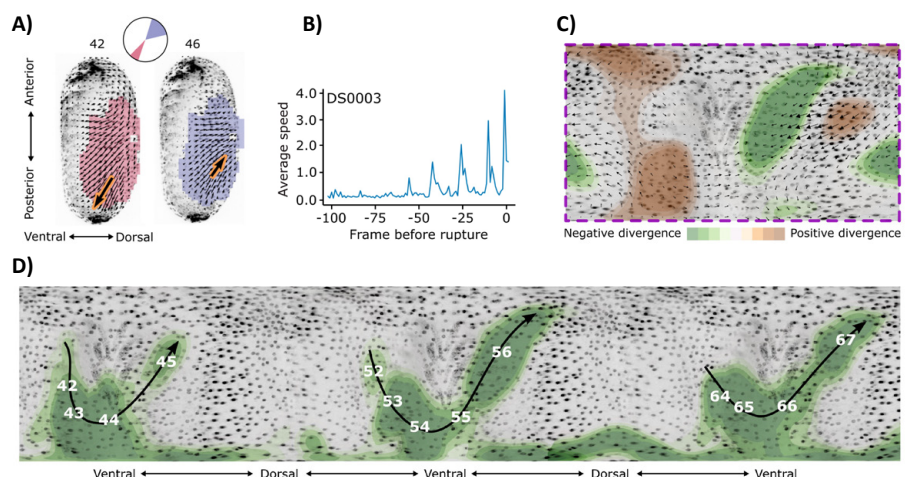 A)
42
46
Anterior
Posterior
Ventral
Dorsal
B)
DS0003
Average speed
4.0
3.0
2.0
1.0
0.0
-100
-75
-50
-25
0
Frame before rupture
C)
Negative divergence
Positive divergence
D)
42
43
44
45
52
53
54
55
56
64
65
66
67
Ventral
Dorsal
Ventral
Dorsal
Ventral